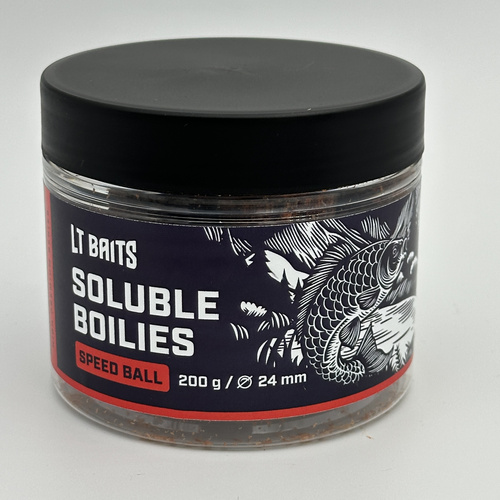 LT BAITS
SOLUBLE
BOILIES
SPEED BALL
200 g / ⌀ 24 mm